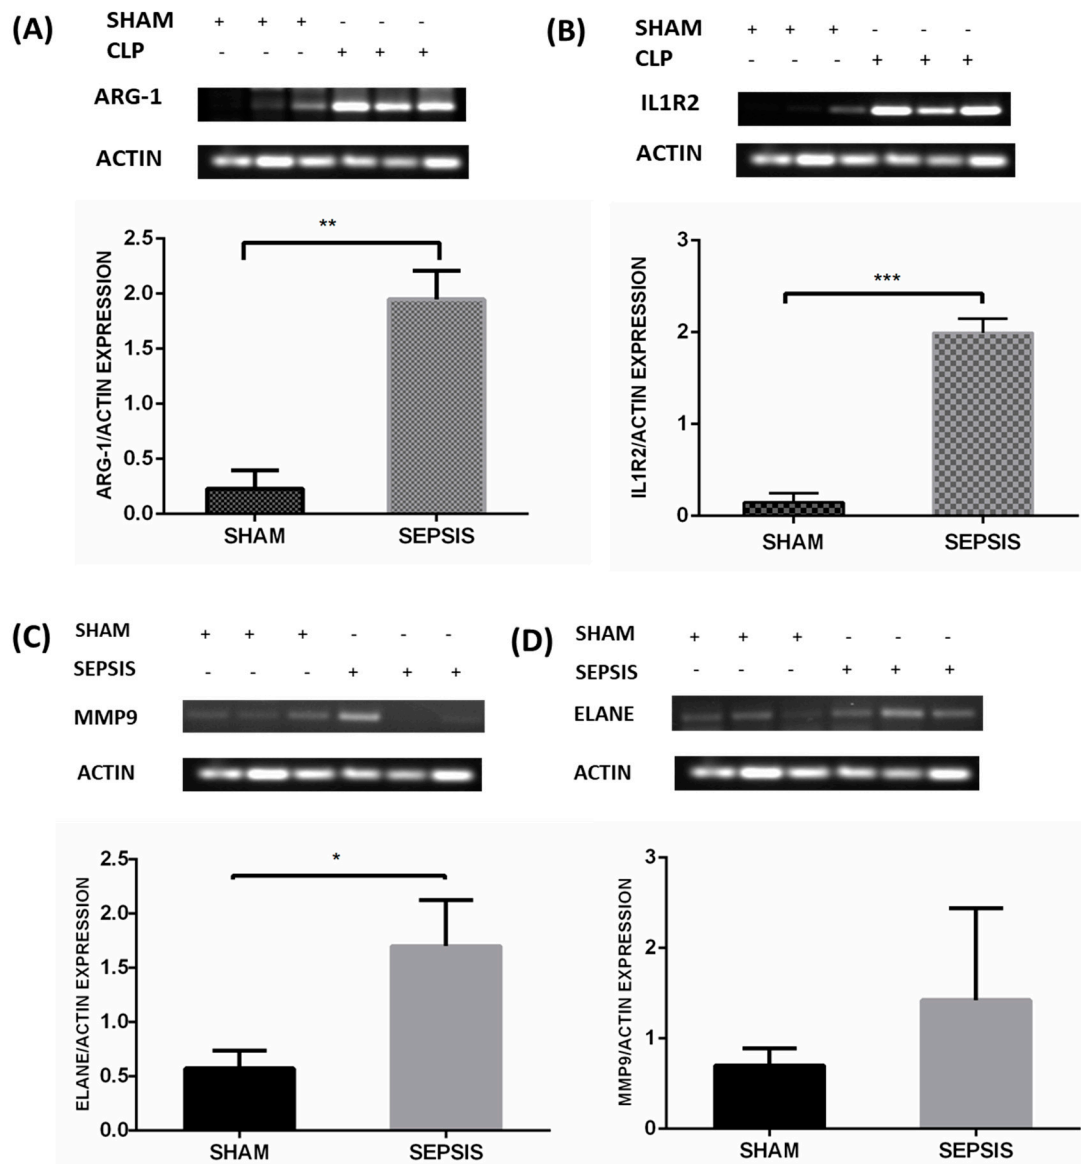 (A)
SHAM + + + - - -
CLP - - - + + +
ARG-1
ACTIN
ARG-1/ACTIN EXPRESSION
2.5
2.0
1.5
1.0
0.5
0.0
**
SHAM SEPSIS
(B)
SHAM + + + - - -
CLP - - - + + +
IL1R2
ACTIN
IL1R2/ACTIN EXPRESSION
3
2
1
0
***
SHAM SEPSIS
(C)
SHAM + + + - - -
SEPSIS - - - + + +
MMP9
ACTIN
ELANE/ACTIN EXPRESSION
2.5
2.0
1.5
1.0
0.5
0.0
*
SHAM SEPSIS
(D)
SHAM + + + - - -
SEPSIS - - - + + +
ELANE
ACTIN
MMP9/ACTIN EXPRESSION
3
2
1
0
SHAM SEPSIS